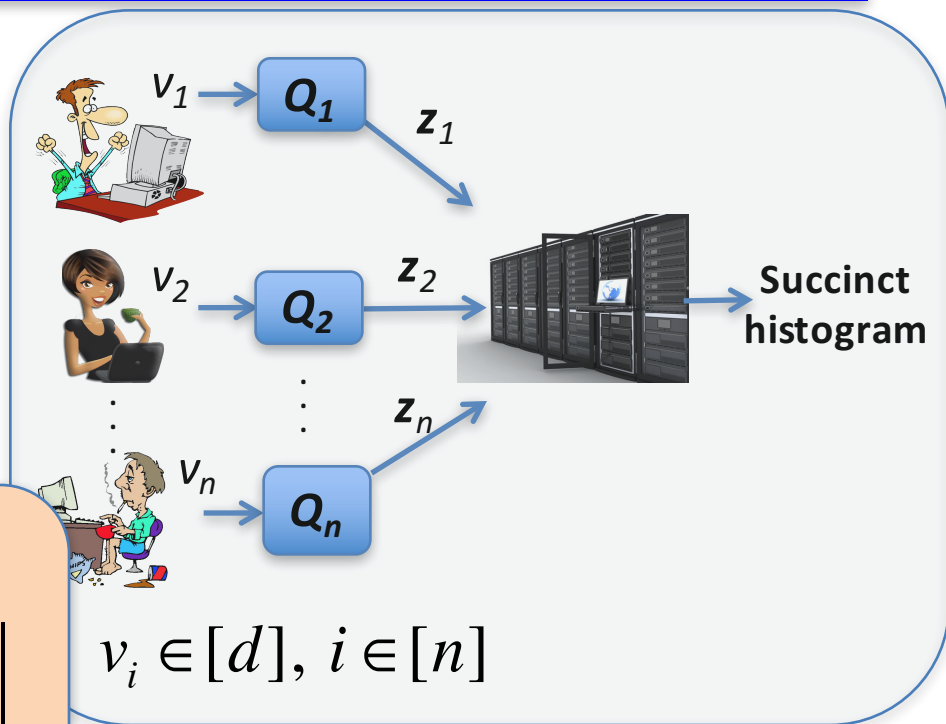 v1 Q1 z1
v2 Q2 z2
Succinct
histogram
vn Qn zn
vi ∈ [d], i ∈ [n]